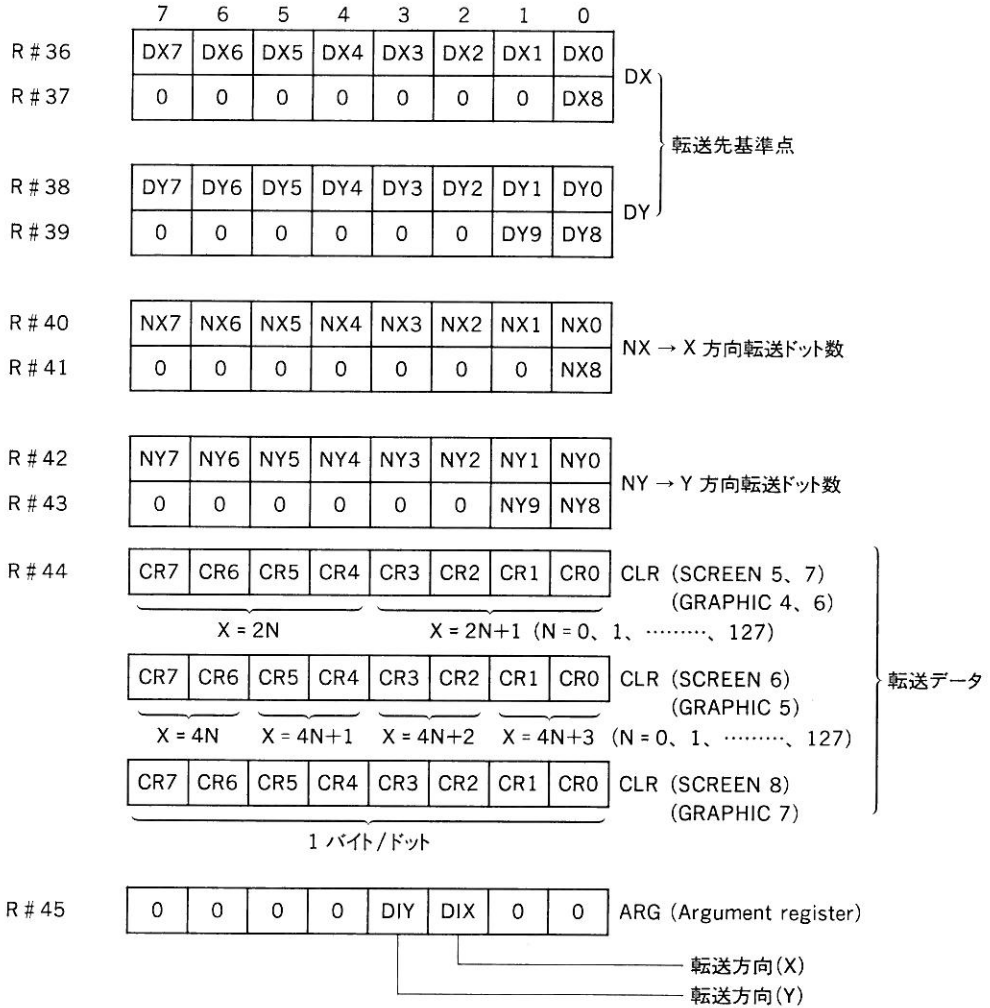 7 6 5 4 3 2 1 0
R#36 DX7 DX6 DX5 DX4 DX3 DX2 DX1 DX0
DX
R#37 0 0 0 0 0 0 0 DX8
転送先基準点
R#38 DY7 DY6 DY5 DY4 DY3 DY2 DY1 DY0
DY
R#39 0 0 0 0 0 0 DY9 DY8
R#40 NX7 NX6 NX5 NX4 NX3 NX2 NX1 NX0
NX → X 方向転送ドット数
R#41 0 0 0 0 0 0 0 NX8
R#42 NY7 NY6 NY5 NY4 NY3 NY2 NY1 NY0
NY → Y 方向転送ドット数
R#43 0 0 0 0 0 0 NY9 NY8
R#44 CR7 CR6 CR5 CR4 CR3 CR2 CR1 CR0 CLR (SCREEN 5、7)
(GRAPHIC 4、6)
X = 2N X = 2N+1 (N = 0、1、………、127)
CR7 CR6 CR5 CR4 CR3 CR2 CR1 CR0 CLR (SCREEN 6)
転送データ
(GRAPHIC 5)
X = 4N X = 4N+1 X = 4N+2 X = 4N+3 (N = 0、1、………、127)
CR7 CR6 CR5 CR4 CR3 CR2 CR1 CR0 CLR (SCREEN 8)
(GRAPHIC 7)
1 バイト/ドット
R#45 0 0 0 0 DIY DIX 0 0 ARG (Argument register)
転送方向(X)
転送方向(Y)